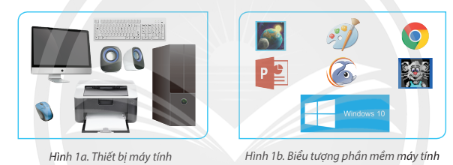 P
Windows 10
Hình 1a. Thiết bị máy tính
Hình 1b. Biểu tượng phần mềm máy tính